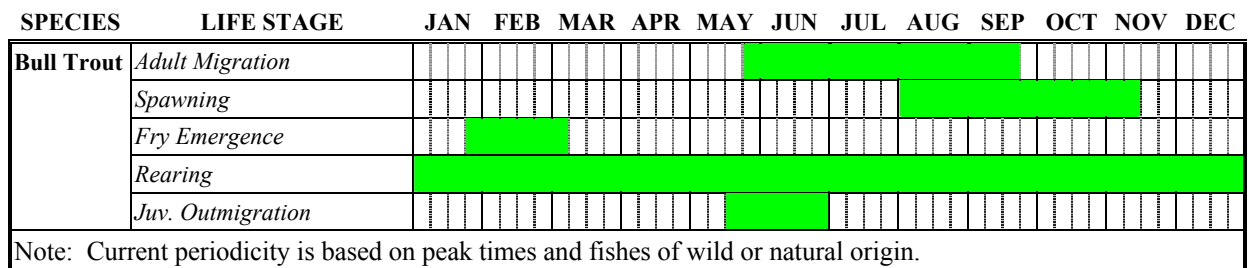 SPECIES LIFE STAGE JAN FEB MAR APR MAY JUN JUL AUG SEP OCT NOV DEC
Bull Trout Adult Migration
Spawning
Fry Emergence
Rearing
Juv. Outmigration
Note: Current periodicity is based on peak times and fishes of wild or natural origin.